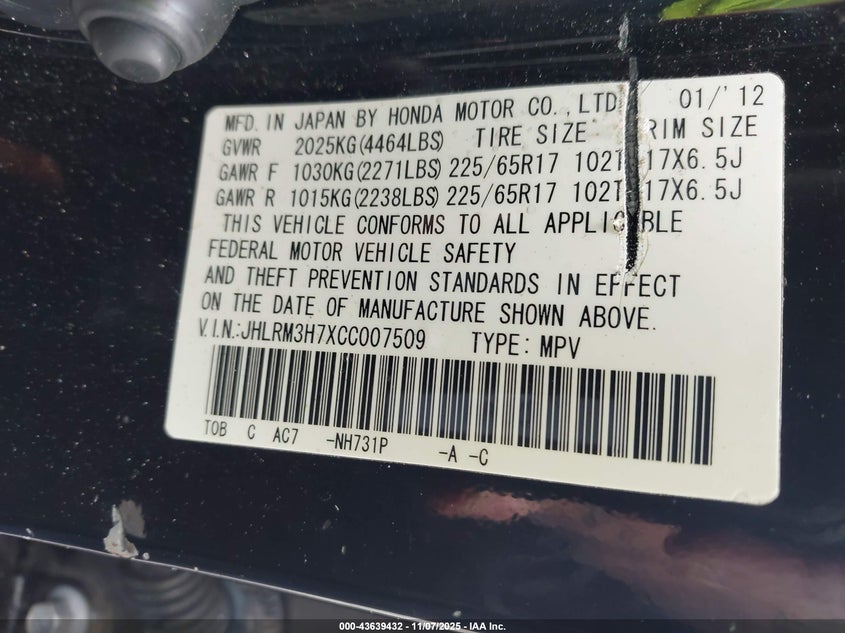 MFD. IN JAPAN BY HONDA MOTOR CO., LTD 01/'12
GVWR 2025KG(4464LBS) TIRE SIZE RIM SIZE
GAWR F 1030KG(2271LBS) 225/65R17 102T 17X6.5J
GAWR R 1015KG(2238LBS) 225/65R17 102T 17X6.5J
THIS VEHICLE CONFORMS TO ALL APPLICABLE
FEDERAL MOTOR VEHICLE SAFETY
AND THEFT PREVENTION STANDARDS IN EFFECT
ON THE DATE OF MANUFACTURE SHOWN ABOVE.
V.I.N.:JHLRM3H7XCC007509 TYPE: MPV
TOB C AC7 -NH731P -A -C
000-43639432 - 11/07/2025 - IAA Inc.